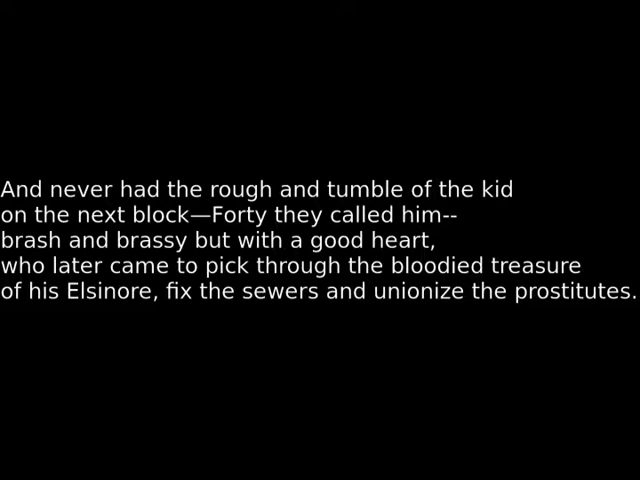 And never had the rough and tumble of the kid
on the next block—Forty they called him--
brash and brassy but with a good heart,
who later came to pick through the bloodied treasure
of his Elsinore, fix the sewers and unionize the prostitutes.